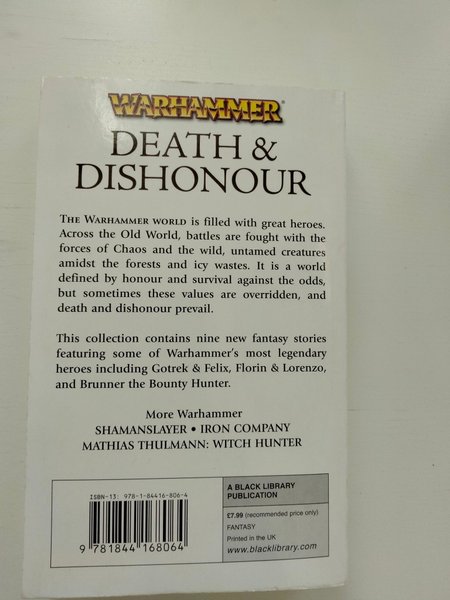 WARHAMMER®
DEATH &
DISHONOUR
THE WARHAMMER WORLD is filled with great heroes.
Across the Old World, battles are fought with the
forces of Chaos and the wild, untamed creatures
amidst the forests and icy wastes. It is a world
defined by honour and survival against the odds,
but sometimes these values are overridden, and
death and dishonour prevail.
This collection contains nine new fantasy stories
featuring some of Warhammer's most legendary
heroes including Gotrek & Felix, Florin & Lorenzo,
and Brunner the Bounty Hunter.
More Warhammer
SHAMANSLAYER • IRON COMPANY
MATHIAS THULMANN: WITCH HUNTER
ISBN-13: 978-1-84416-806-4
9 781844 168064
A BLACK LIBRARY
PUBLICATION
£7.99 (recommended price only)
FANTASY
Printed in the UK
www.blacklibrary.com